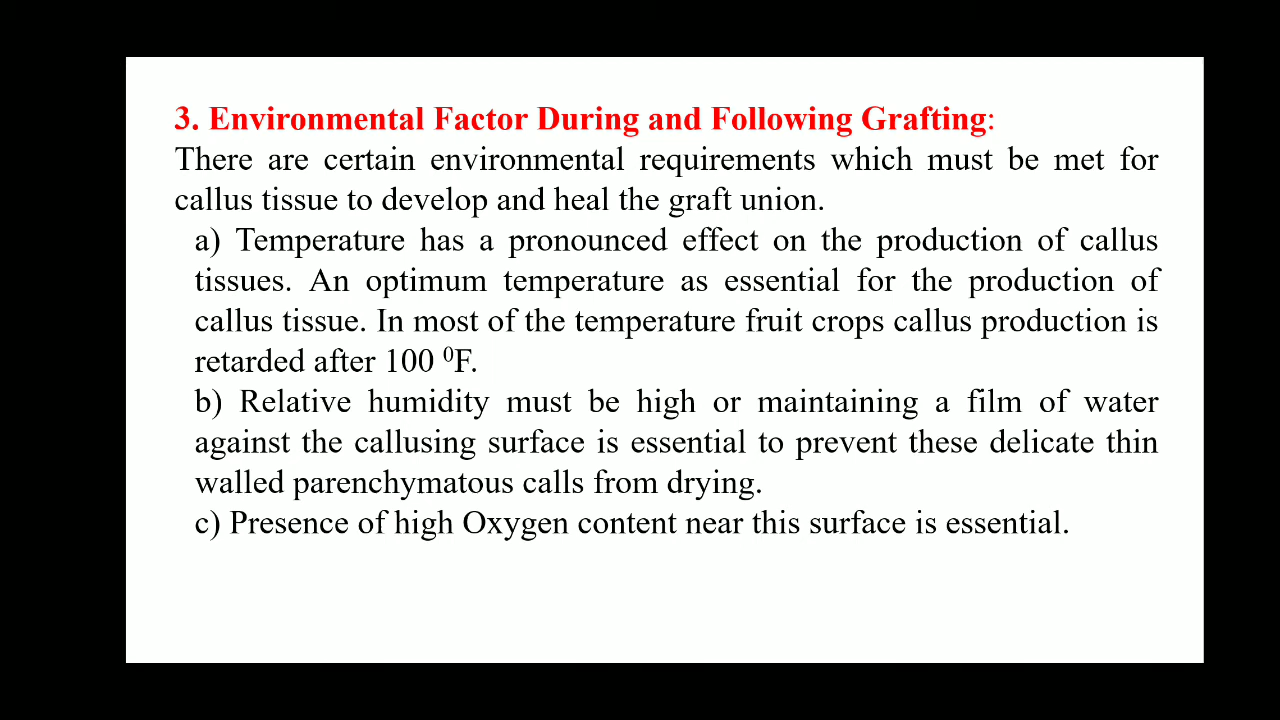 3. Environmental Factor During and Following Grafting:
There are certain environmental requirements which must be met for
callus tissue to develop and heal the graft union.
a) Temperature has a pronounced effect on the production of callus
tissues. An optimum temperature as essential for the production of
callus tissue. In most of the temperature fruit crops callus production is
retarded after 100 ⁰F.
b) Relative humidity must be high or maintaining a film of water
against the callusing surface is essential to prevent these delicate thin
walled parenchymatous calls from drying.
c) Presence of high Oxygen content near this surface is essential.